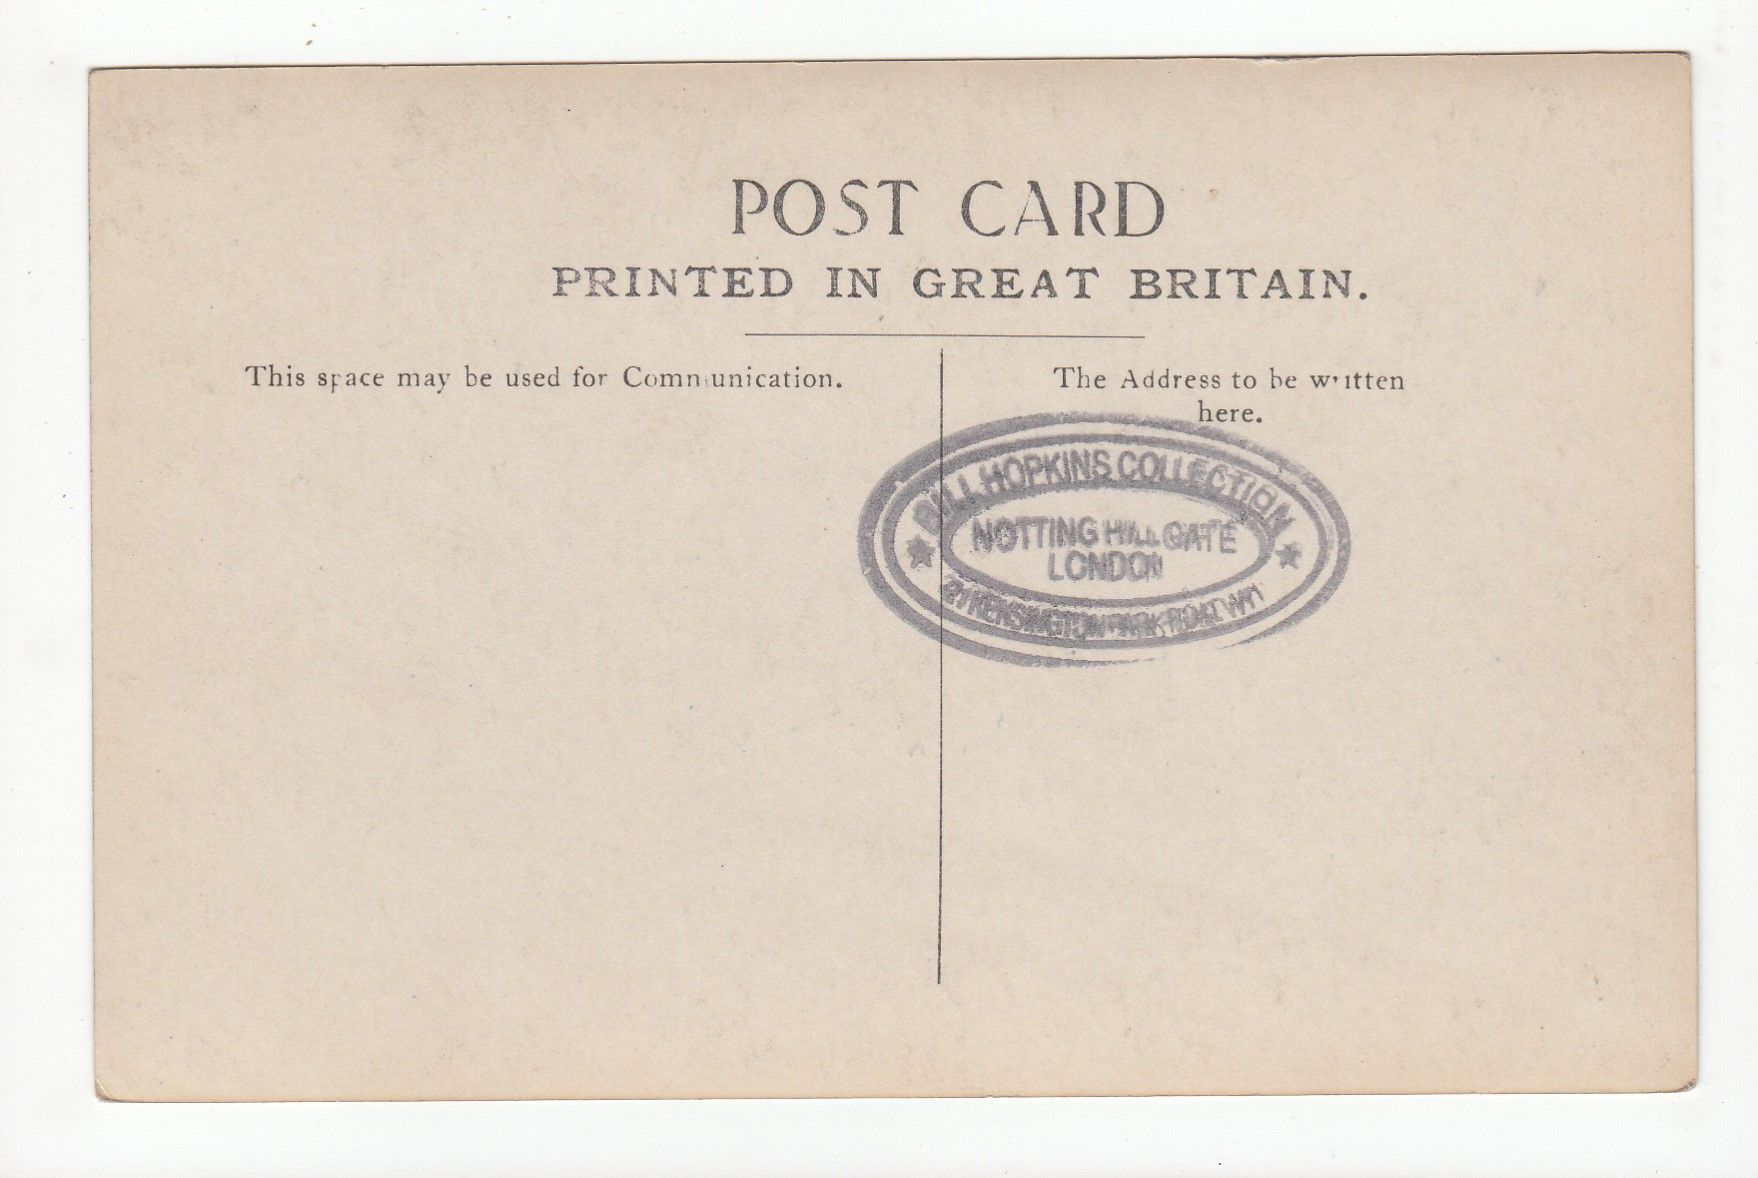 POST CARD
PRINTED IN GREAT BRITAIN.
This space may be used for Communication.
The Address to be written
here.
BILL HOPKINS COLLECTION
NOTTING HILL GATE
LONDON
KENSINGTON PARK ROAD W11